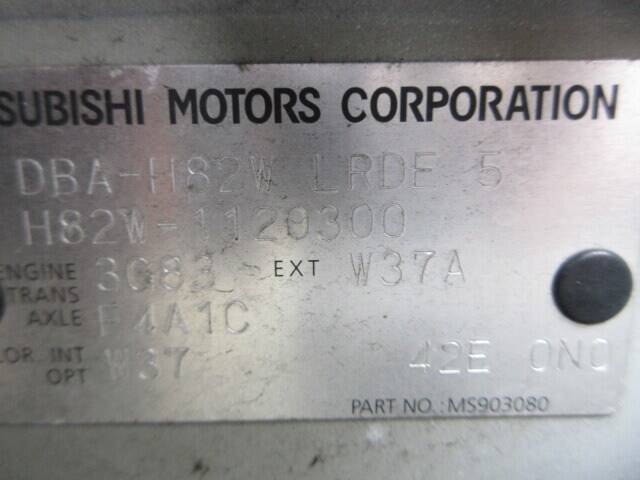 SUBISHI MOTORS CORPORATION
DBA-H82W LRDE 5
H82W-1120300
ENGINE 3G83 EXT W37A
TRANS
AXLE F4A1C
LOR INT W37 42E 0N0
OPT
PART NO.:MS903080